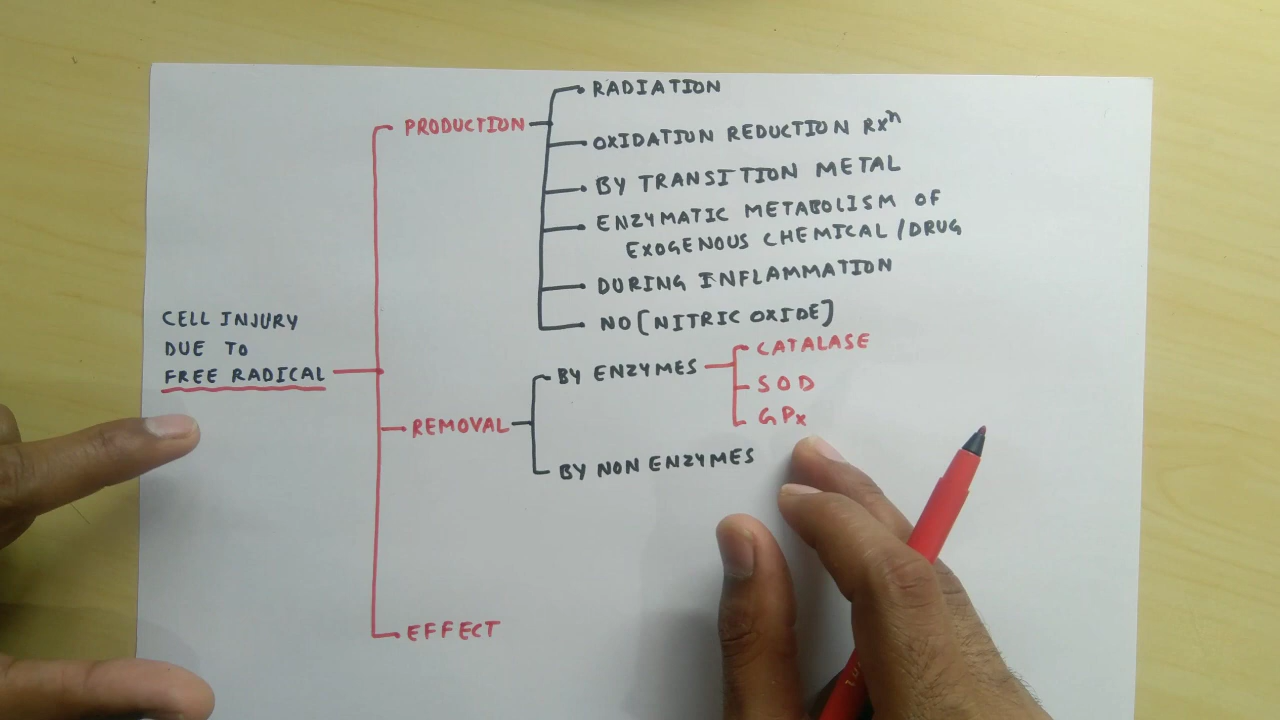 RADIATION
PRODUCTION
OXIDATION REDUCTION RXⁿ
BY TRANSITION METAL
ENZYMATIC METABOLISM OF
EXOGENOUS CHEMICAL/DRUG
DURING INFLAMMATION
NO[NITRIC OXIDE]
CELL INJURY
DUE TO
FREE RADICAL
BY ENZYMES
CATALASE
SOD
GPx
REMOVAL
BY NON ENZYMES
EFFECT